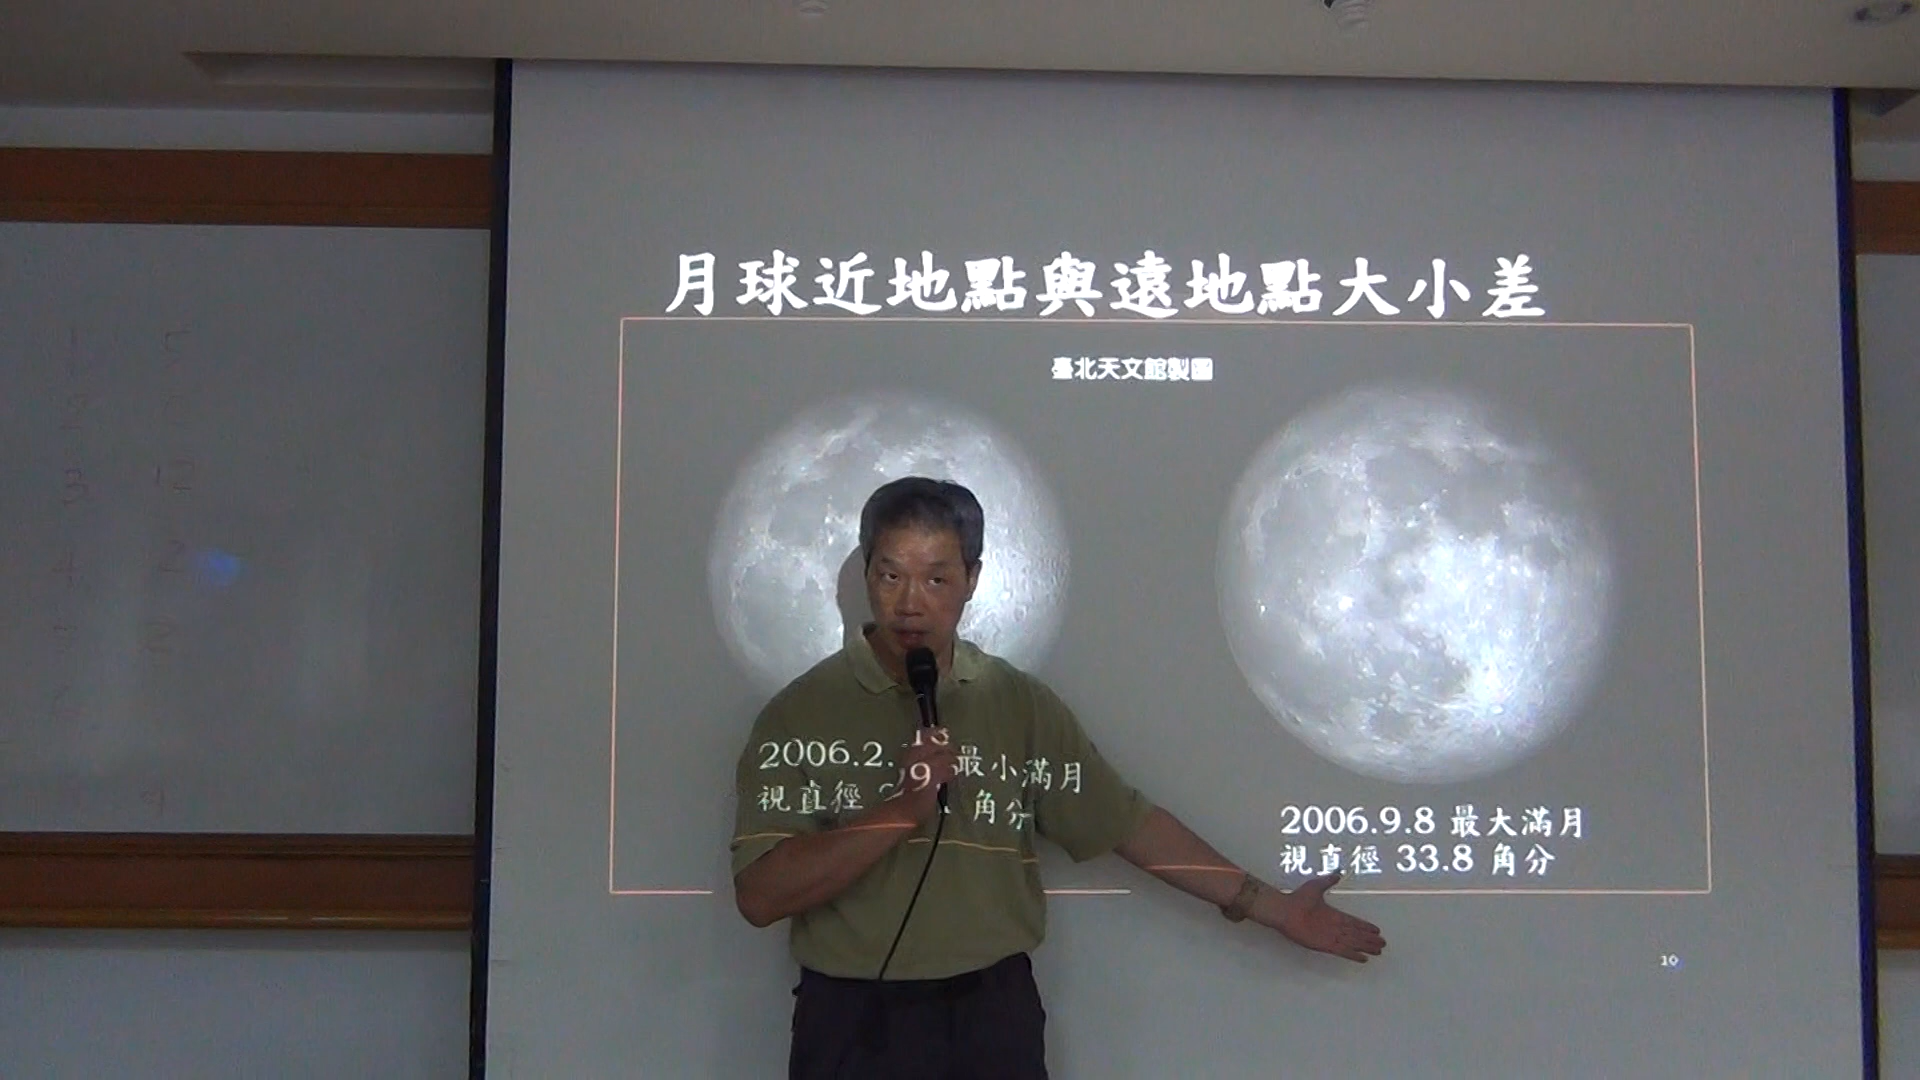 月球近地點與遠地點大小差
臺北天文館製圖
2006.2. 最小滿月
視直徑 角分
2006.9.8 最大滿月
視直徑 33.8 角分
10
3 12